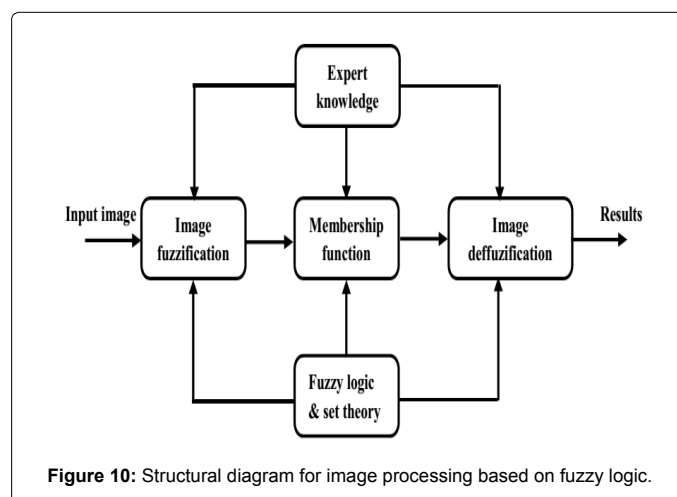 Expert
knowledge
Input image
Image
fuzzification
Membership
function
Image
deffuzification
Results
Fuzzy logic
& set theory
Figure 10: Structural diagram for image processing based on fuzzy logic.